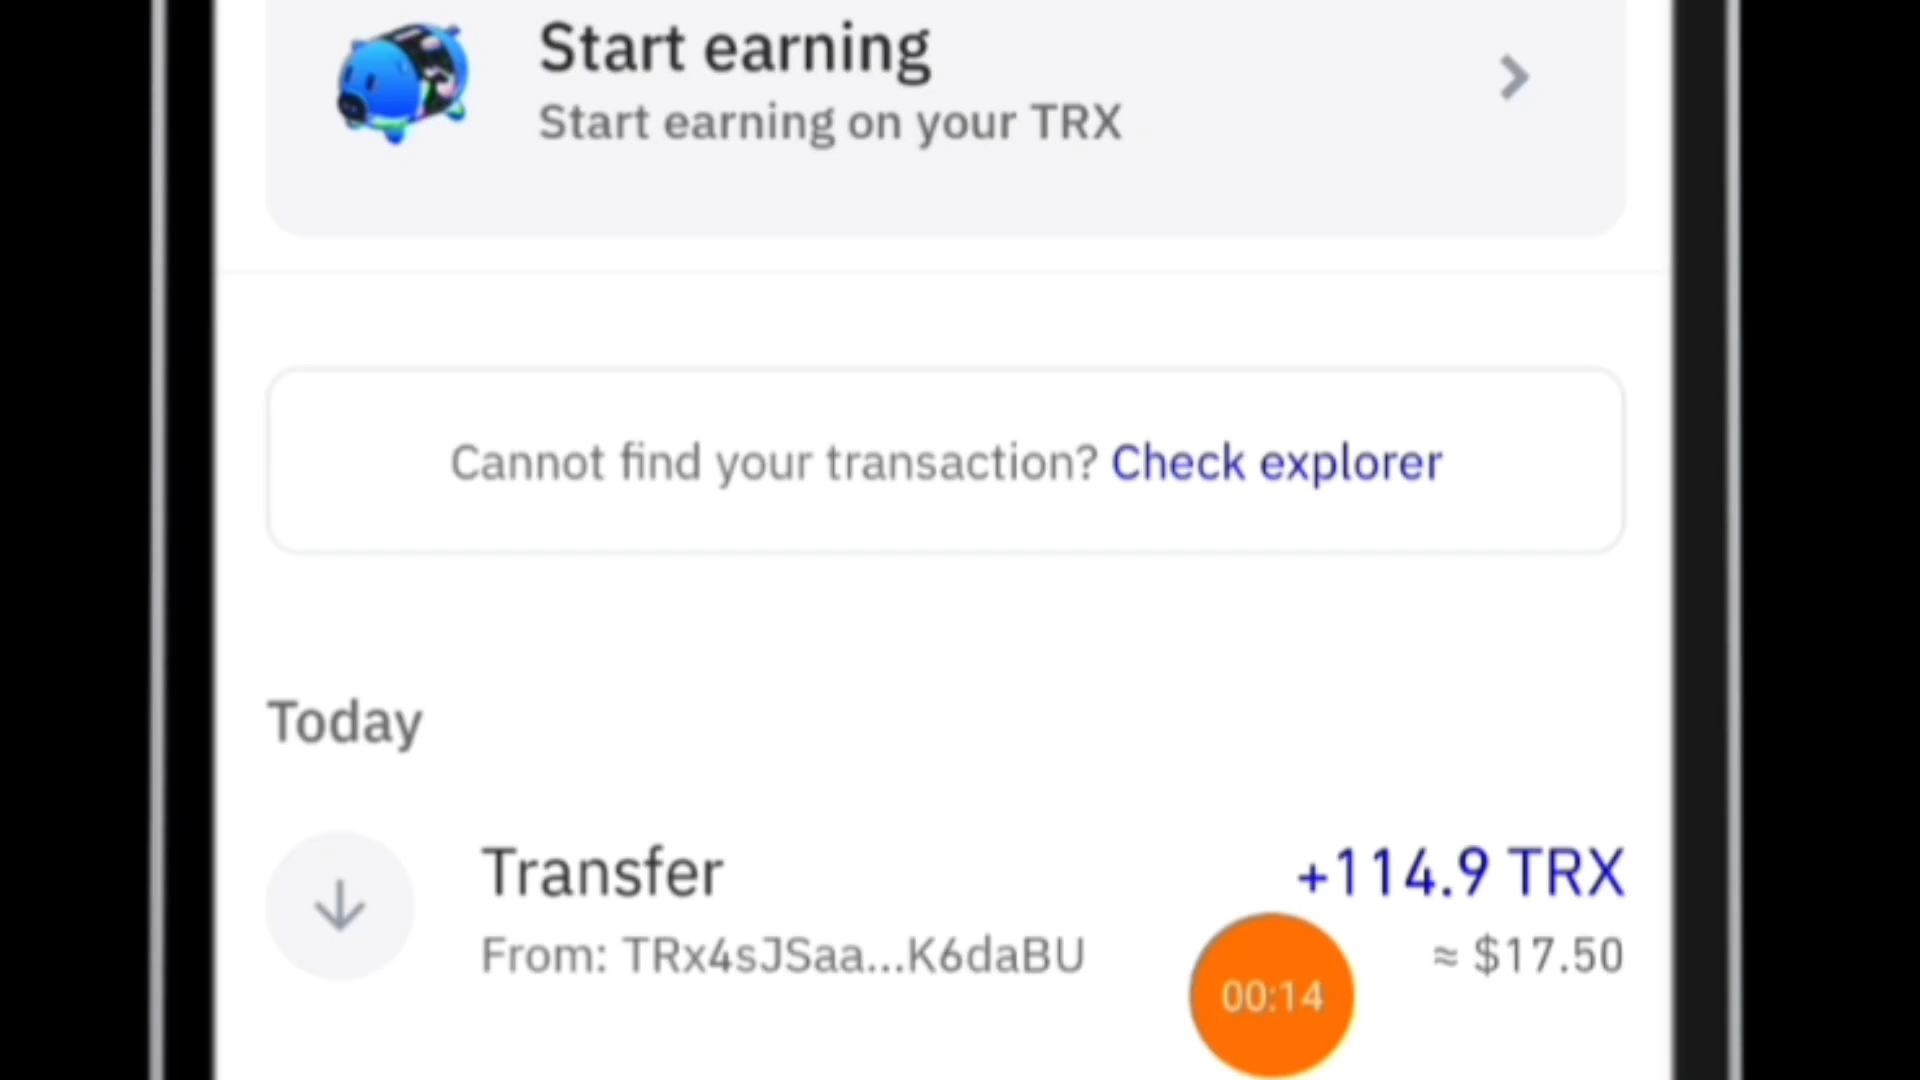 Start earning
Start earning on your TRX
Cannot find your transaction? Check explorer
Today
Transfer
+114.9 TRX
From: TRx4sJSaa...K6daBU
≈ $17.50
00:14